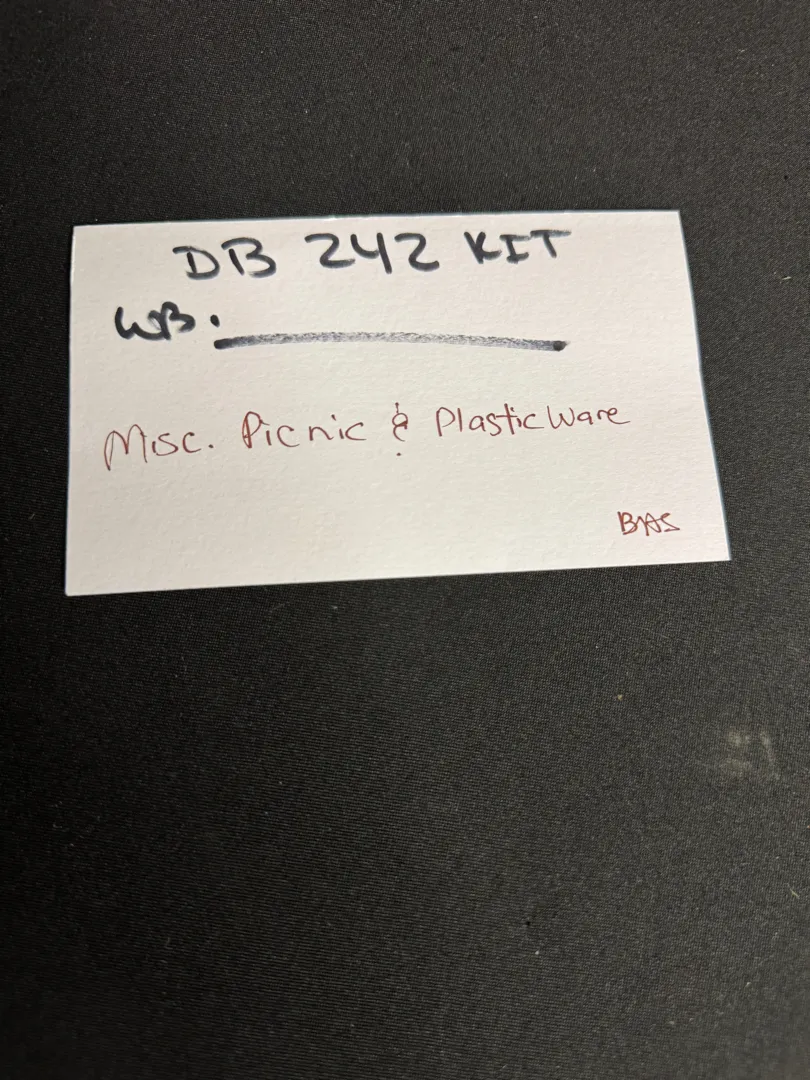 DB 242 KIT
WB.
Misc. Picnic & Plasticware
BAS